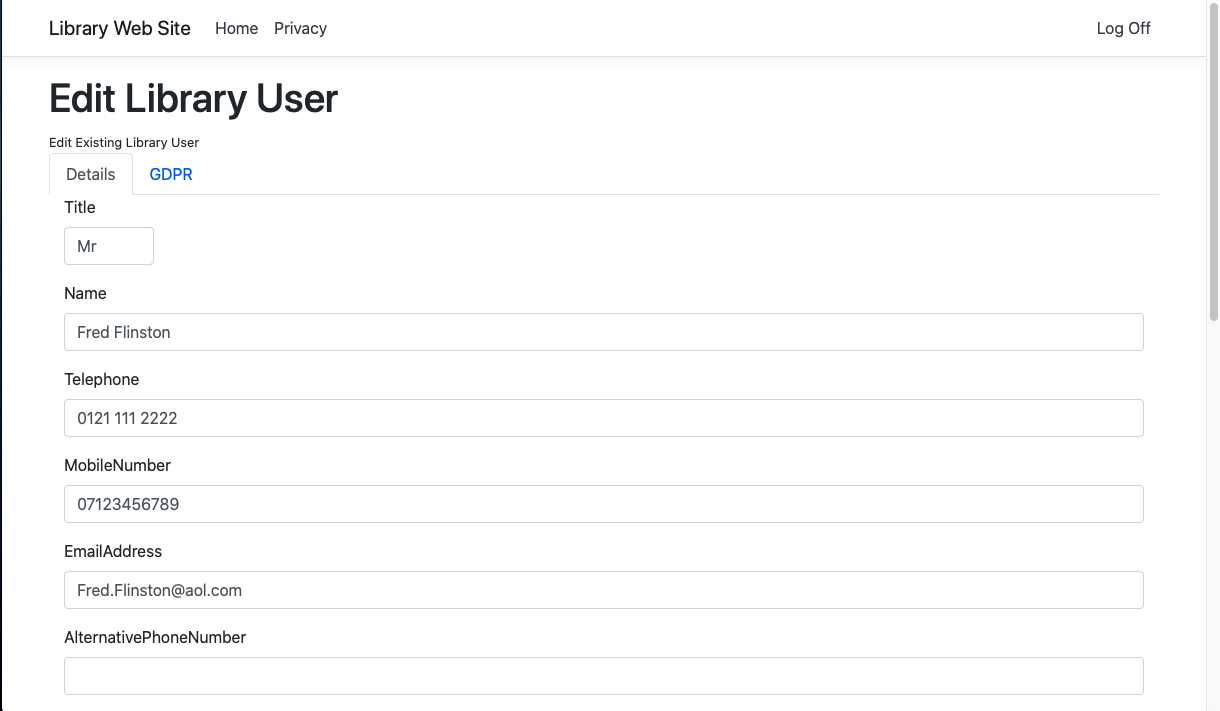 Library Web Site Home Privacy Log Off
Edit Library User
Edit Existing Library User
Details GDPR
Title
Mr
Name
Fred Flinston
Telephone
0121 111 2222
MobileNumber
07123456789
EmailAddress
Fred.Flinston@aol.com
AlternativePhoneNumber